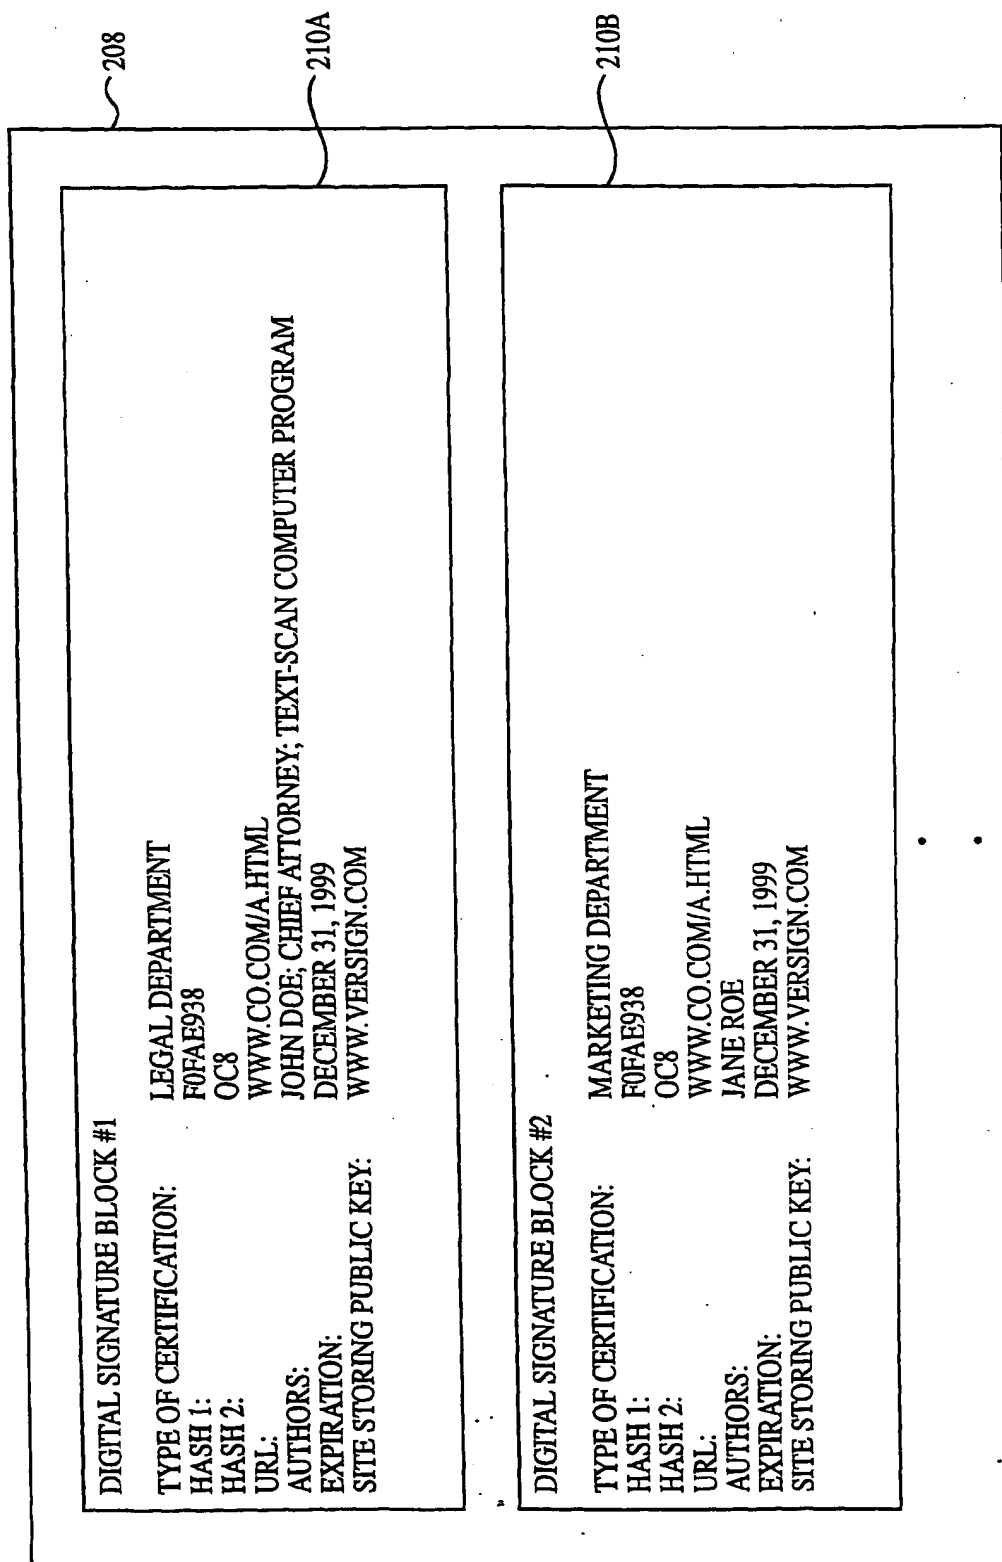 208
210A
DIGITAL SIGNATURE BLOCK #1
TYPE OF CERTIFICATION: LEGAL DEPARTMENT
HASH 1: F0FAE938
HASH 2: OC8
URL: WWW.CO.COM/A.HTML
AUTHORS: JOHN DOE; CHIEF ATTORNEY; TEXT-SCAN COMPUTER PROGRAM
EXPIRATION: DECEMBER 31, 1999
SITE STORING PUBLIC KEY: WWW.VERSIGN.COM
210B
DIGITAL SIGNATURE BLOCK #2
TYPE OF CERTIFICATION: MARKETING DEPARTMENT
HASH 1: F0FAE938
HASH 2: OC8
URL: WWW.CO.COM/A.HTML
AUTHORS: JANE ROE
EXPIRATION: DECEMBER 31, 1999
SITE STORING PUBLIC KEY: WWW.VERSIGN.COM